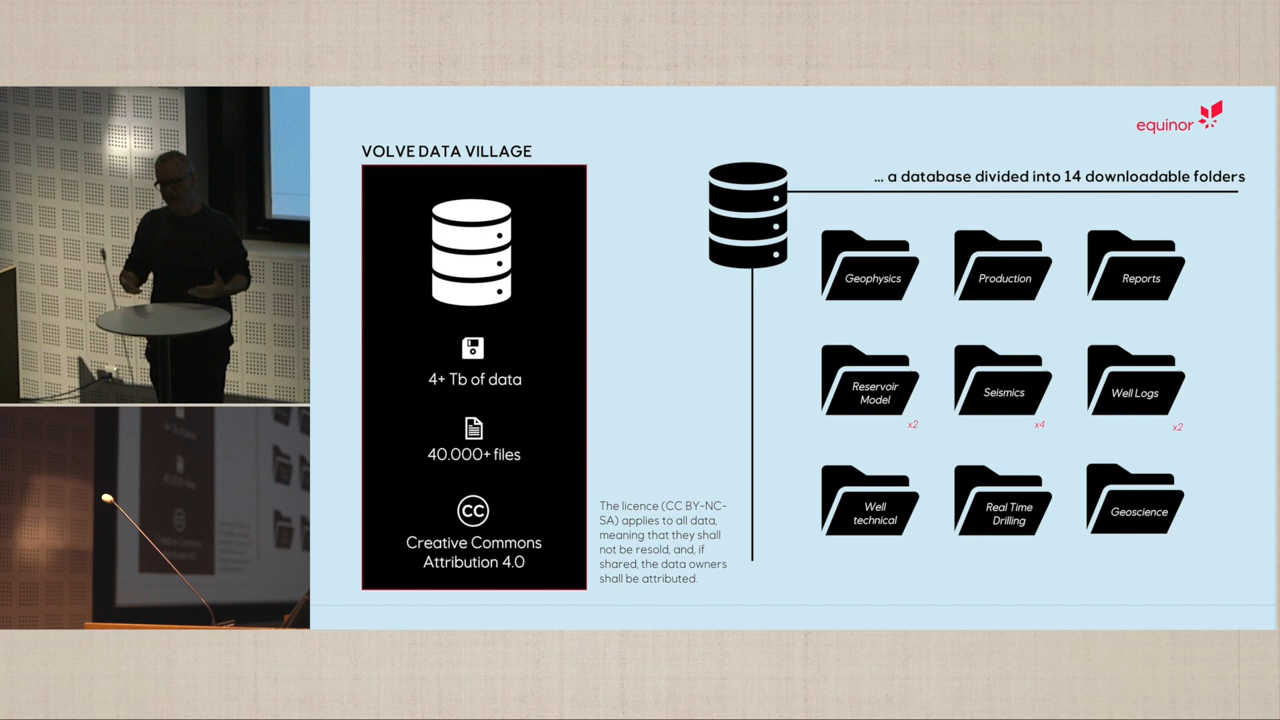 equinor
VOLVE DATA VILLAGE
4+ Tb of data
40.000+ files
CC
Creative Commons
Attribution 4.0
The licence (CC BY-NC-
SA) applies to all data,
meaning that they shall
not be resold, and, if
shared, the data owners
shall be attributed.
... a database divided into 14 downloadable folders
Geophysics
Production
Reports
Reservoir
Model
x2
Seismics
x4
Well Logs
x2
Well
technical
Real Time
Drilling
Geoscience